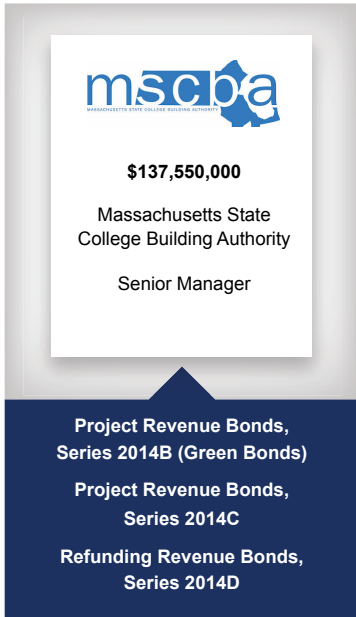 mscba
MASSACHUSETTS STATE COLLEGE BUILDING AUTHORITY
$137,550,000
Massachusetts State
College Building Authority
Senior Manager
Project Revenue Bonds,
Series 2014B (Green Bonds)
Project Revenue Bonds,
Series 2014C
Refunding Revenue Bonds,
Series 2014D